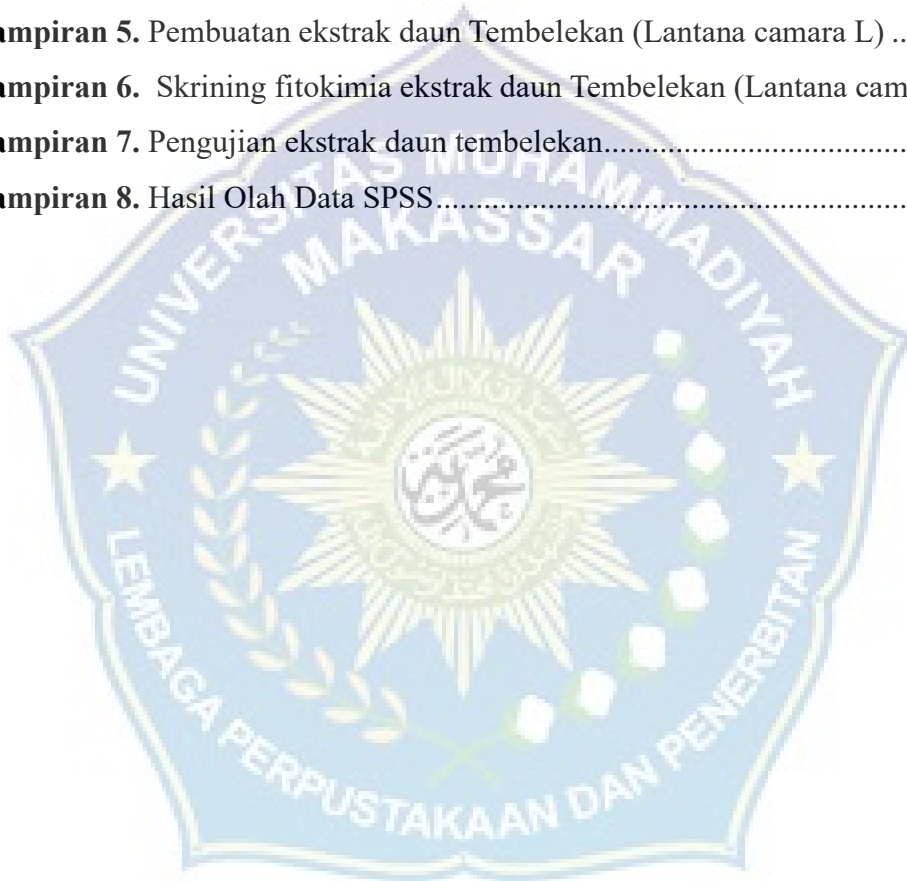 ampiran 5. Pembuatan ekstrak daun Tembelekan (Lantana camara L) ..
ampiran 6. Skrining fitokimia ekstrak daun Tembelekan (Lantana cam
ampiran 7. Pengujian ekstrak daun tembelekan..........................................
ampiran 8. Hasil Olah Data SPSS................................................................
UNIVERSITAS MUHAMMADIYAH
MAKASSAR
محمدية
LEMBAGA PERPUSTAKAAN DAN PENERBITAN